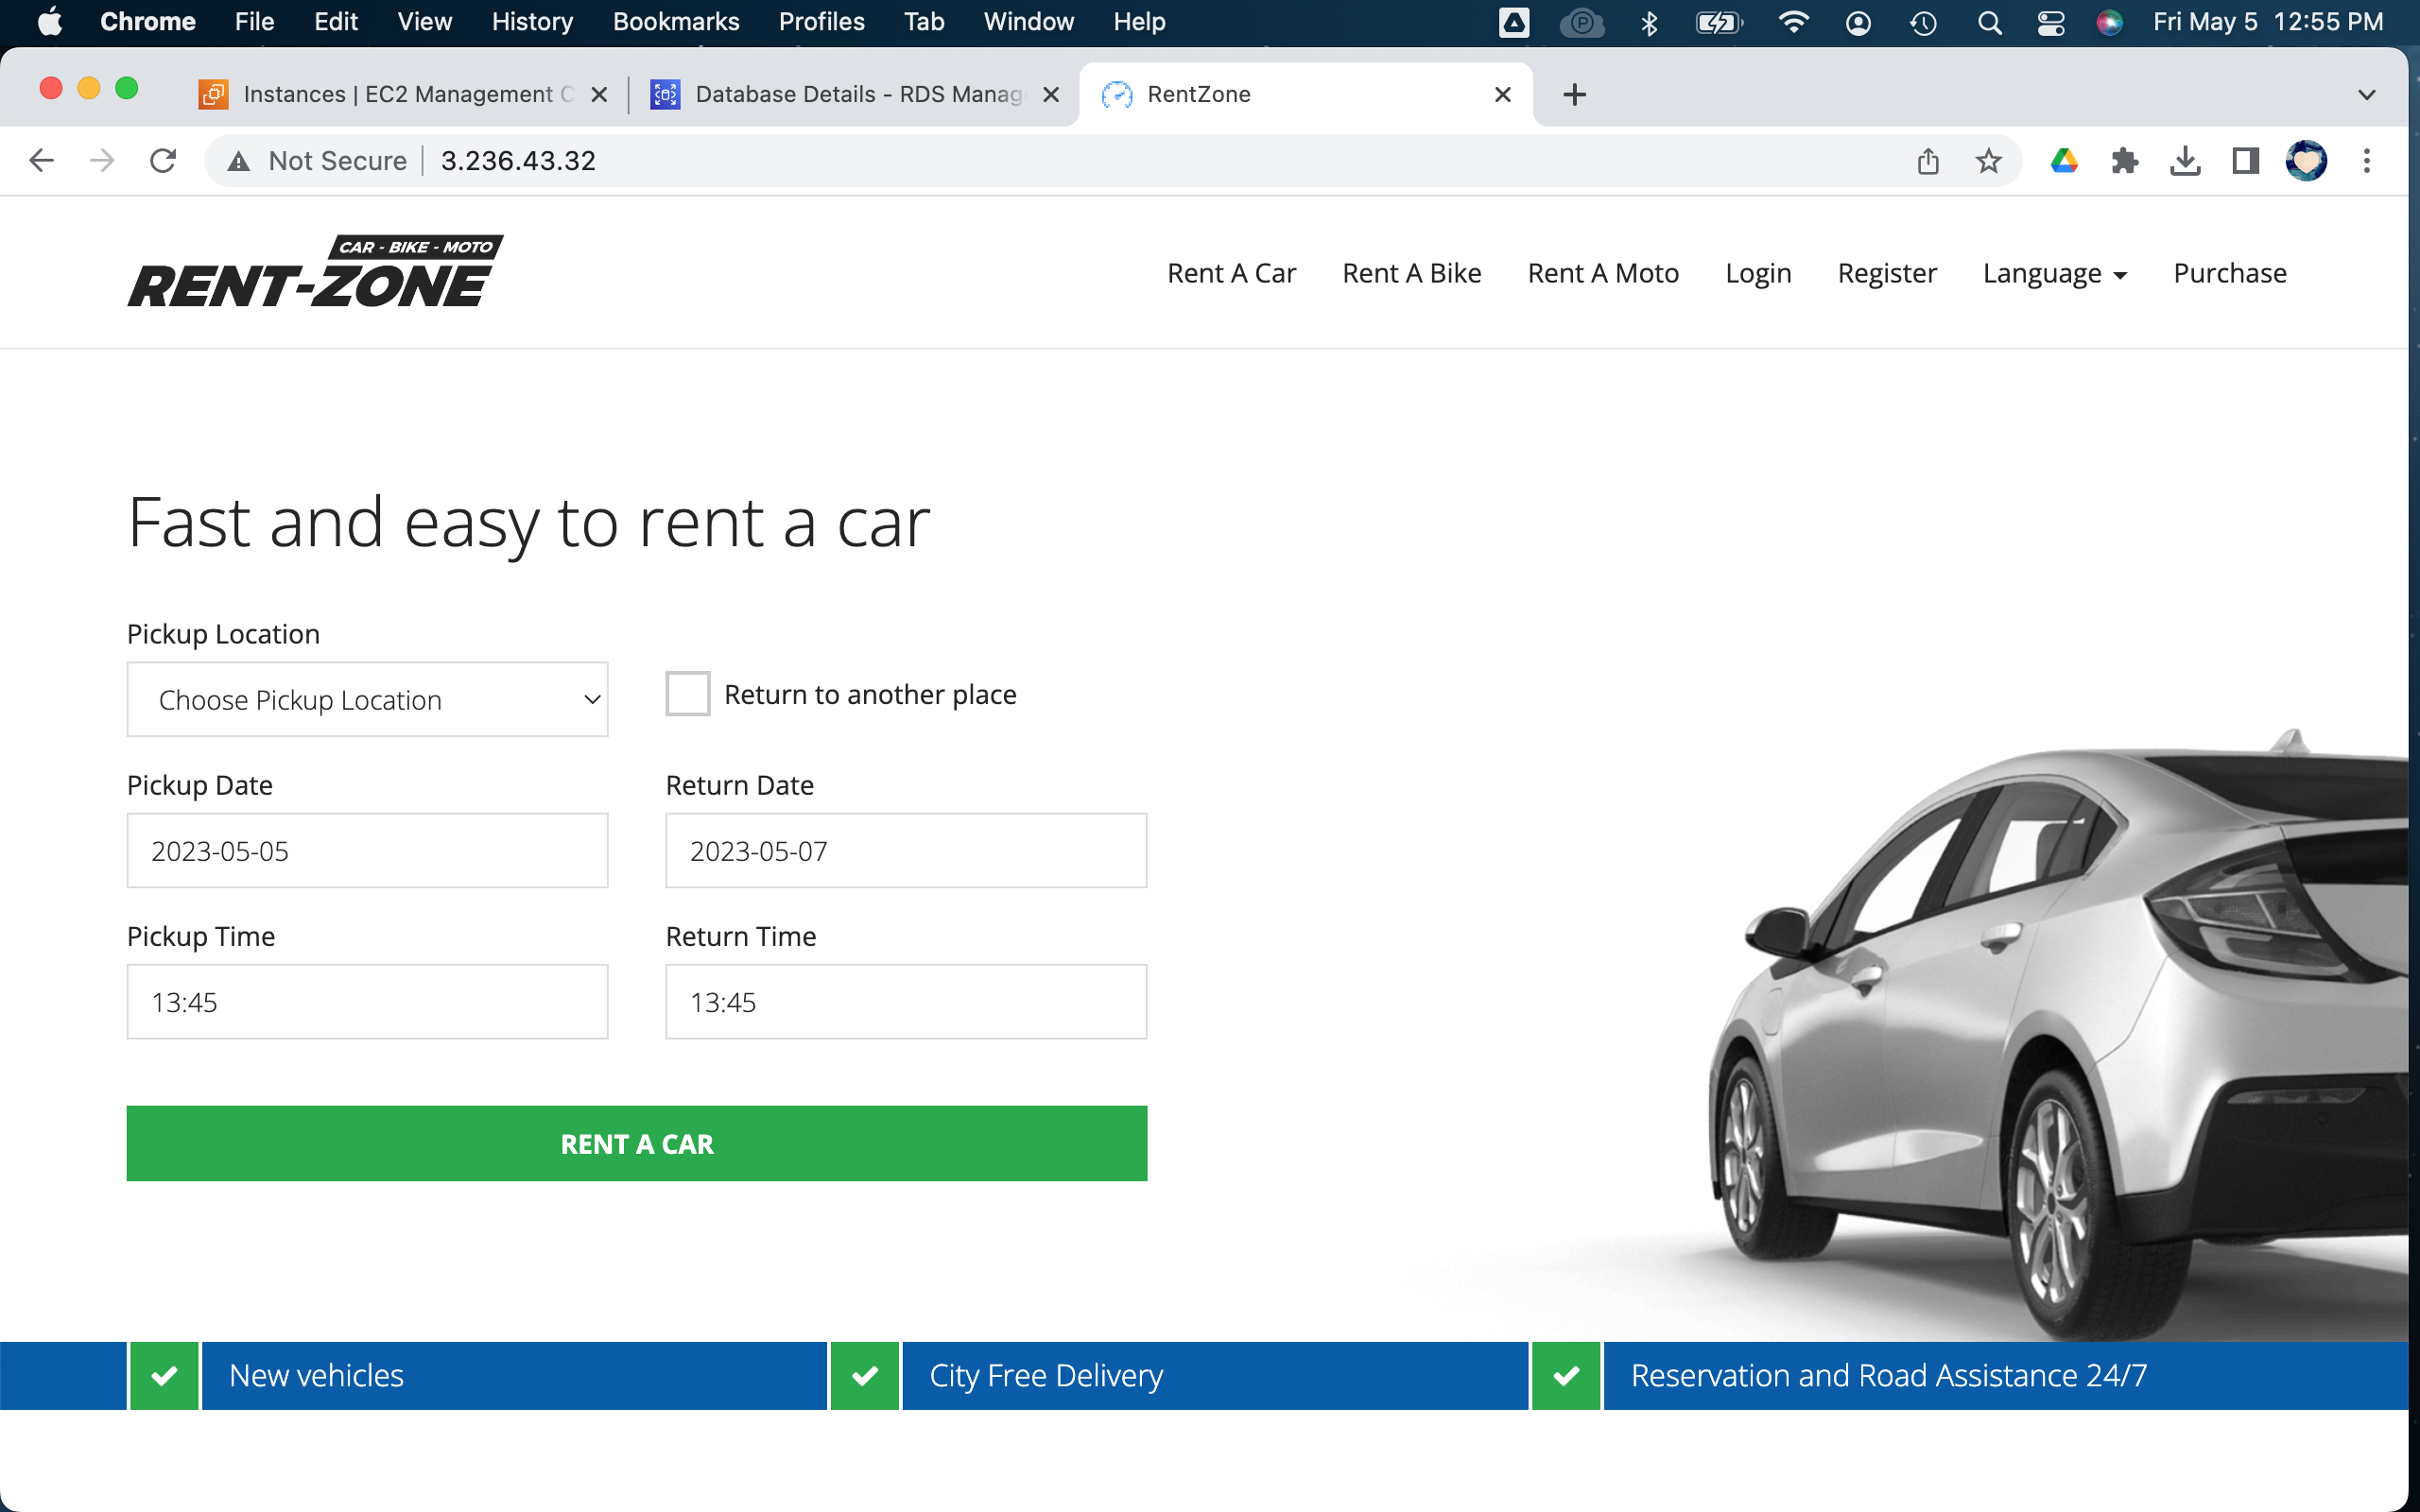 Chrome File Edit View History Bookmarks Profiles Tab Window Help Fri May 5 12:55 PM
Instances | EC2 Management C Database Details - RDS Manag RentZone
Not Secure 3.236.43.32
CAR - BIKE - MOTO
RENT-ZONE
Rent A Car Rent A Bike Rent A Moto Login Register Language Purchase
Fast and easy to rent a car
Pickup Location
Choose Pickup Location Return to another place
Pickup Date Return Date
2023-05-05 2023-05-07
Pickup Time Return Time
13:45 13:45
RENT A CAR
New vehicles City Free Delivery Reservation and Road Assistance 24/7